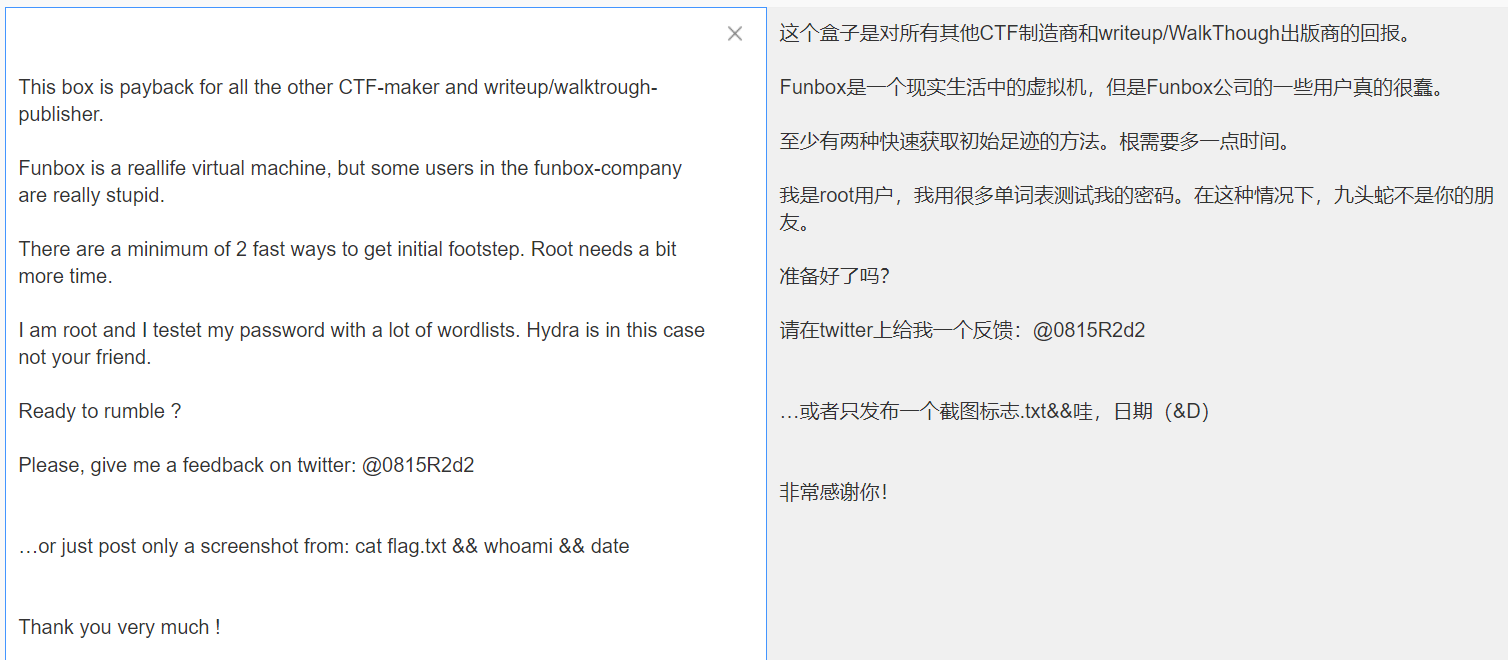 This box is payback for all the other CTF-maker and writeup/walktrough-
publisher.
Funbox is a reallife virtual machine, but some users in the funbox-company
are really stupid.
There are a minimum of 2 fast ways to get initial footstep. Root needs a bit
more time.
I am root and I testet my password with a lot of wordlists. Hydra is in this case
not your friend.
Ready to rumble ?
Please, give me a feedback on twitter: @0815R2d2
…or just post only a screenshot from: cat flag.txt && whoami && date
Thank you very much !
这个盒子是对所有其他CTF制造商和writeup/WalkThough出版商的回报。
Funbox是一个现实生活中的虚拟机，但是Funbox公司的一些用户真的很蠢。
至少有两种快速获取初始足迹的方法。根需要多一点时间。
我是root用户，我用很多单词表测试我的密码。在这种情况下，九头蛇不是你的朋
友。
准备好了吗？
请在twitter上给我一个反馈：@0815R2d2
…或者只发布一个截图标志.txt&&哇，日期（&D）
非常感谢你！